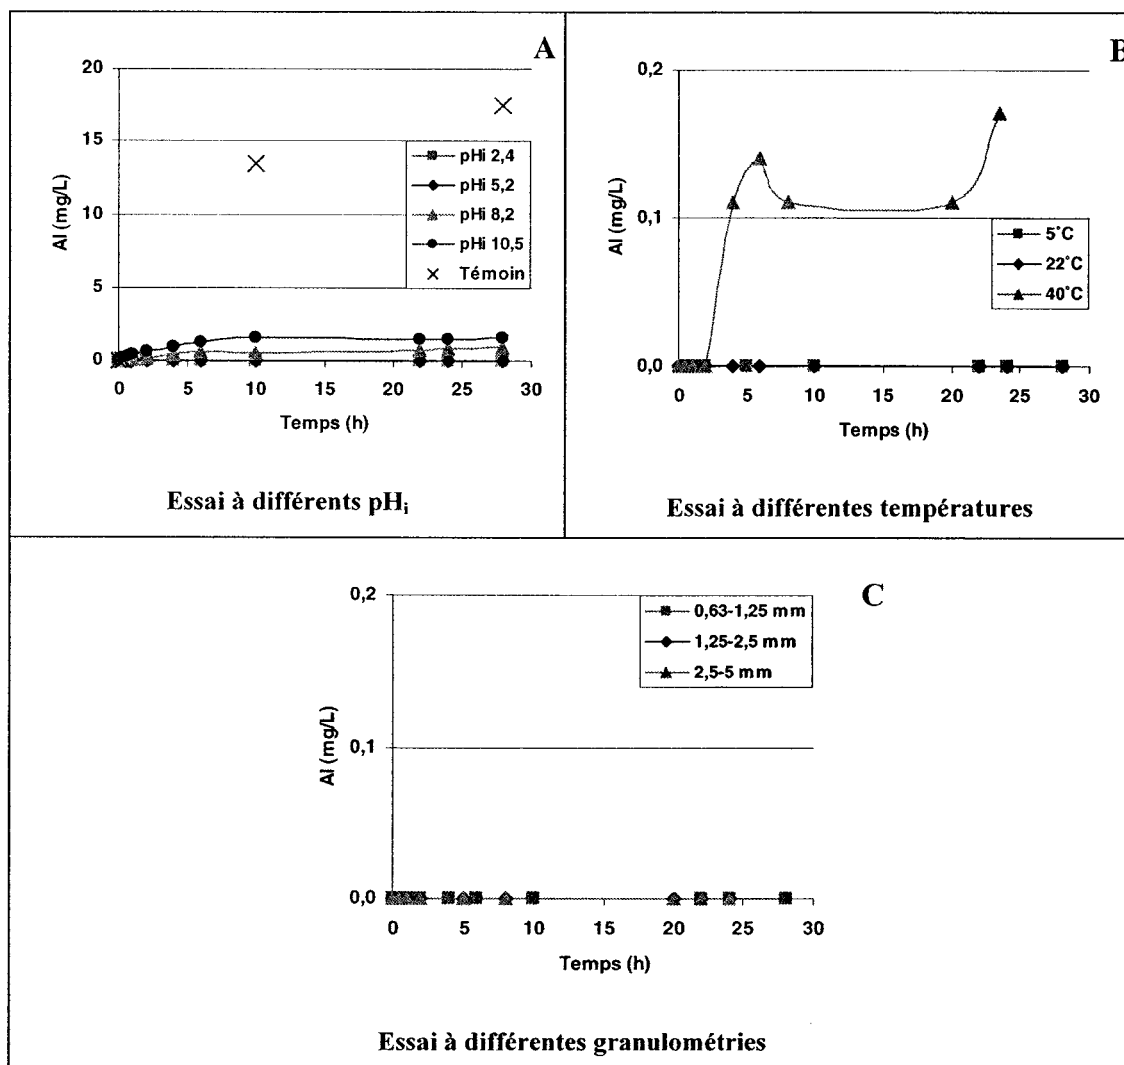 A
20
15
10
5
0
Al (mg/L)
pHi 2,4
pHi 5,2
pHi 8,2
pHi 10,5
Témoin
0 5 10 15 20 25 30
Temps (h)
Essai à différents pHi
B
0,2
0,1
0,0
Al (mg/L)
5°C
22°C
40°C
0 5 10 15 20 25 30
Temps (h)
Essai à différentes températures
C
0,2
0,1
0,0
Al (mg/L)
0,63-1,25 mm
1,25-2,5 mm
2,5-5 mm
0 5 10 15 20 25 30
Temps (h)
Essai à différentes granulométries